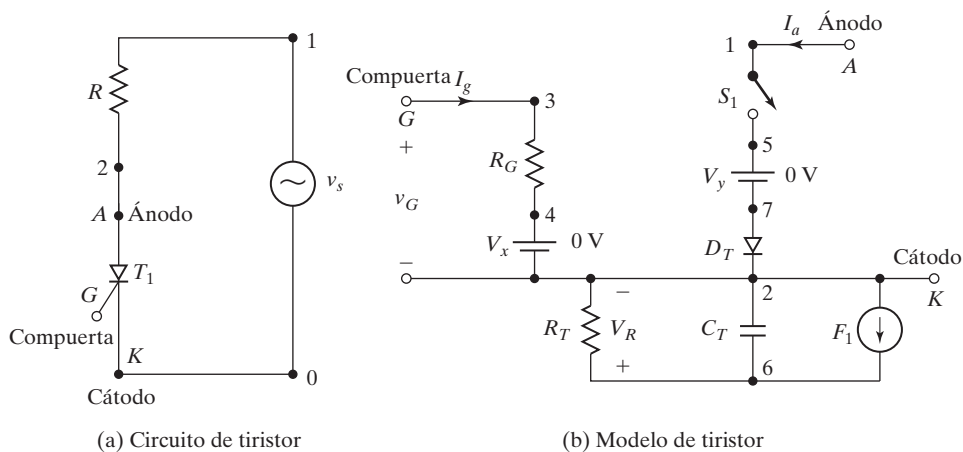 1
R
2
A Ánodo
T1
G
Compuerta
K
Cátodo
0
vs
(a) Circuito de tiristor
Ia Ánodo
1
A
S1
Compuerta Ig
G
3
+
RG
vG
4
Vx 0 V
−
5
Vy 0 V
7
DT
Cátodo
2
K
−
RT VR CT F1
+
6
(b) Modelo de tiristor